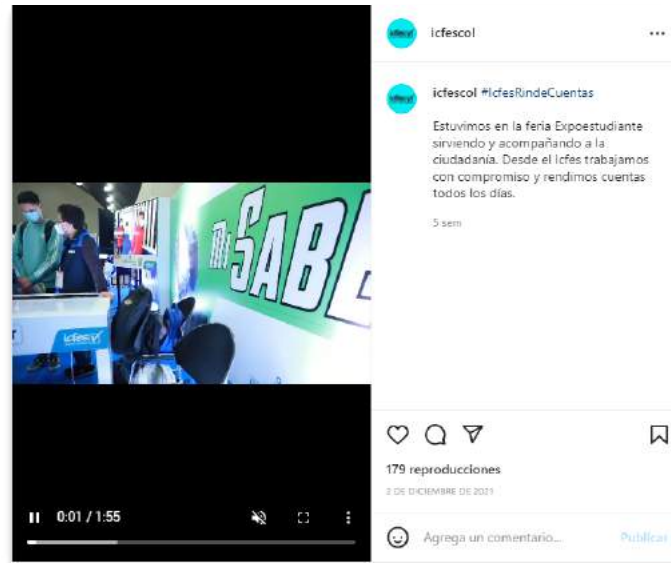 icfescol
icfescol #IcfesRindeCuentas
Estuvimos en la feria Expoestudiante
sirviendo y acompañando a la
ciudadanía. Desde el Icfes trabajamos
con compromiso y rendimos cuentas
todos los días.
5 sem
MI SABE
icfes
179 reproducciones
2 DE DICIEMBRE DE 2021
0:01 / 1:55
Agrega un comentario...
Publicar